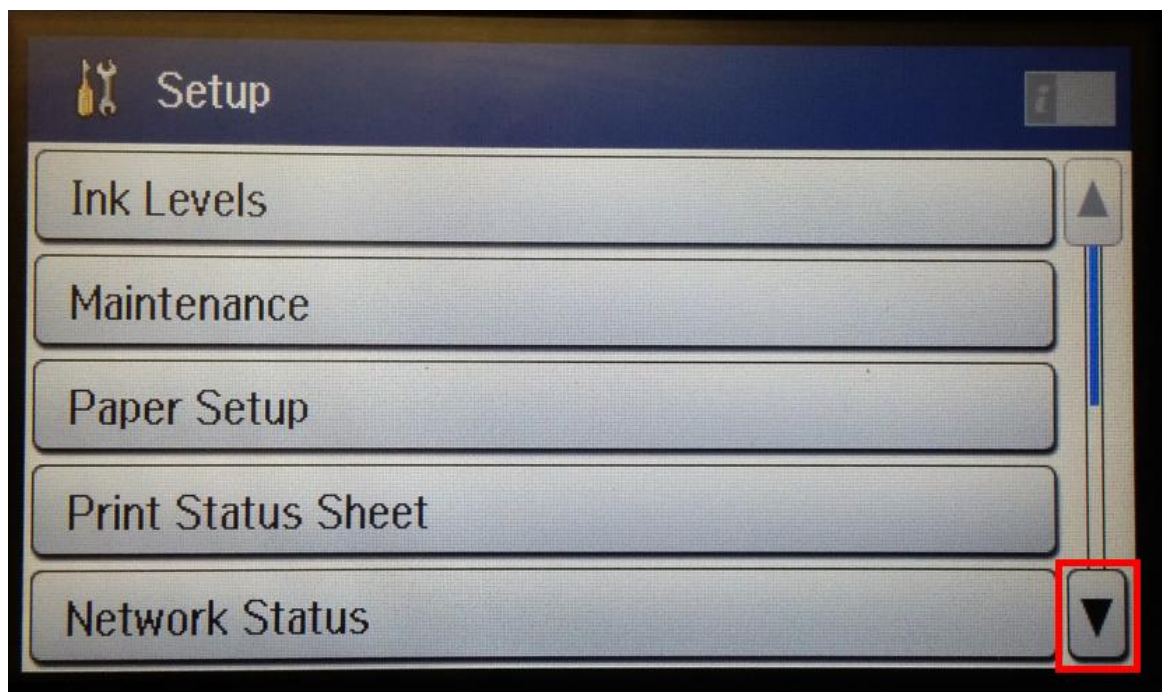 Setup
i
Ink Levels
Maintenance
Paper Setup
Print Status Sheet
Network Status